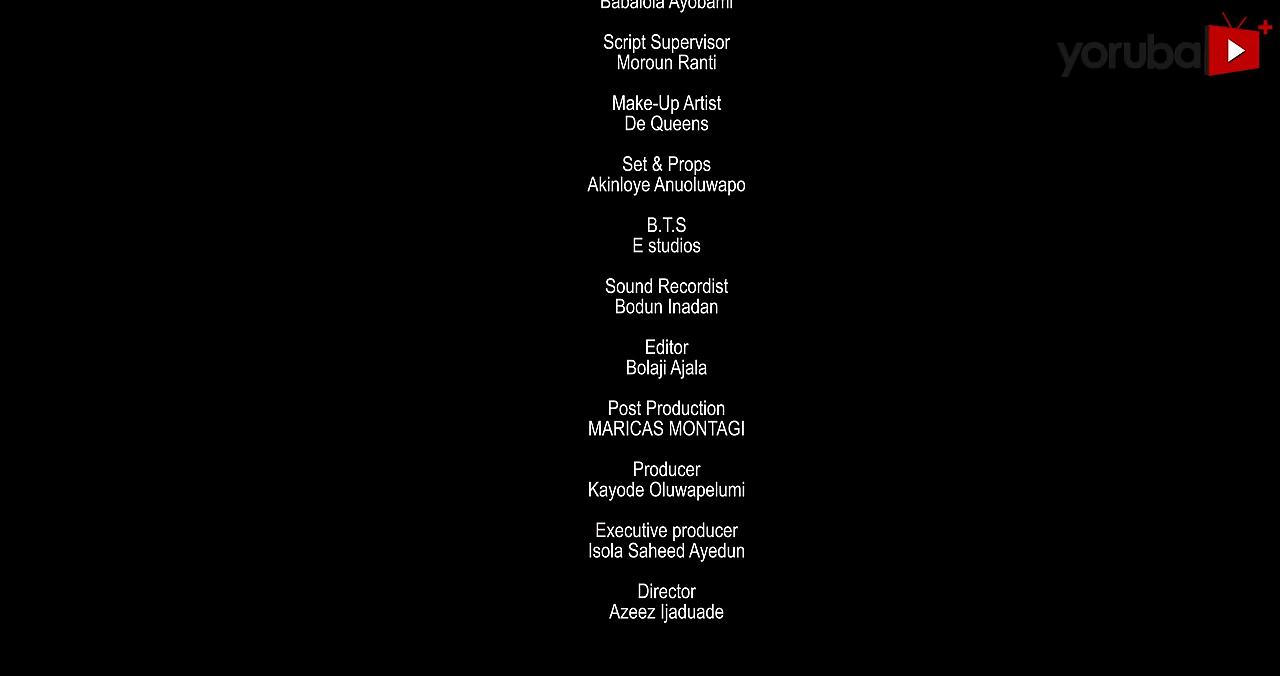 Babalola Ayobami
Script Supervisor
Moroun Ranti
Make-Up Artist
De Queens
Set & Props
Akinloye Anuoluwapo
B.T.S
E studios
Sound Recordist
Bodun Inadan
Editor
Bolaji Ajala
Post Production
MARICAS MONTAGI
Producer
Kayode Oluwapelumi
Executive producer
Isola Saheed Ayedun
Director
Azeez Ijaduade
yoruba
+